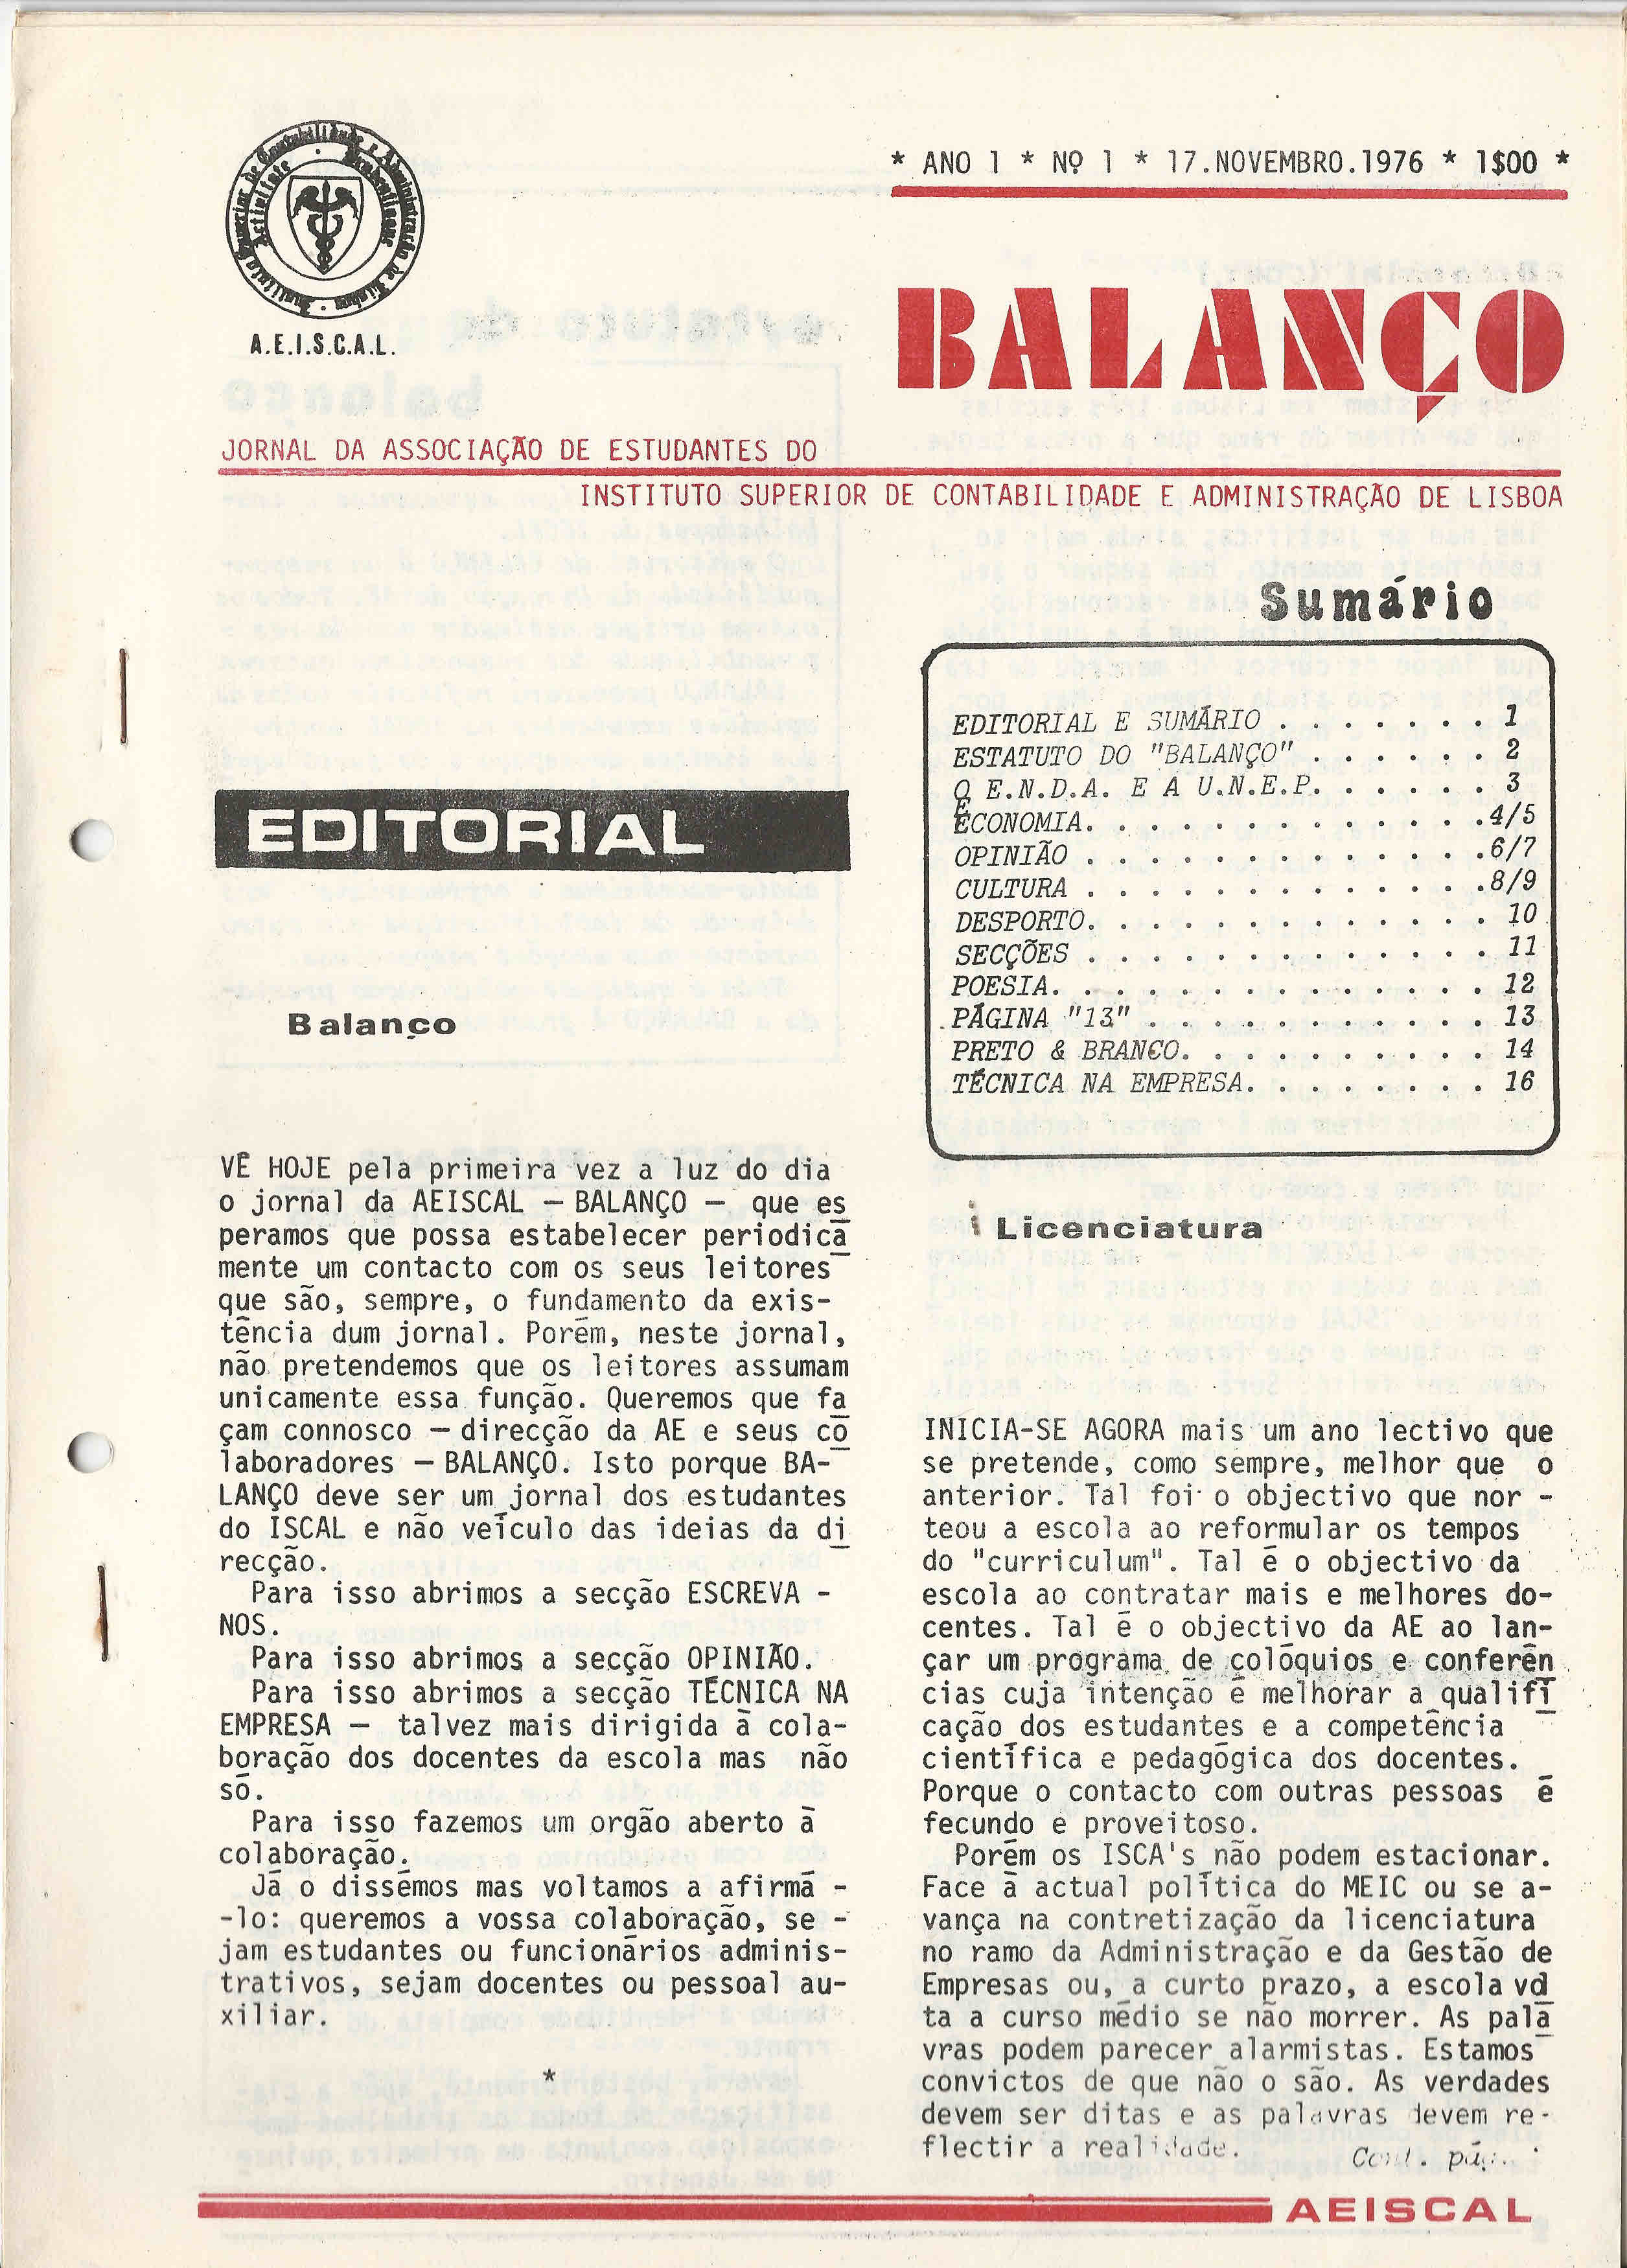 * ANO 1 * Nº 1 * 17.NOVEMBRO.1976 * 1$00 *
Instituto Superior de Contabilidade e Administração de Lisboa
A.E.I.S.C.A.L.
BALANÇO
JORNAL DA ASSOCIAÇÃO DE ESTUDANTES DO
INSTITUTO SUPERIOR DE CONTABILIDADE E ADMINISTRAÇÃO DE LISBOA
Sumário
EDITORIAL E SUMÁRIO . . . . . . . . 1
ESTATUTO DO "BALANÇO" . . . . . . . 2
O E.N.D.A. E A U.N.E.P. . . . . . . 3
É
ECONOMIA. . . . . . . . . . . . . .4/5
OPINIÃO . . . . . . . . . . . . . .6/7
CULTURA . . . . . . . . . . . . . .8/9
DESPORTO. . . . . . . . . . . . . 10
SECÇÕES . . . . . . . . . . . . . 11
POESIA. . . . . . . . . . . . . . 12
PÁGINA "13" . . . . . . . . . . . 13
PRETO & BRANCO. . . . . . . . . . 14
TÉCNICA NA EMPRESA. . . . . . . . 16
EDITORIAL
Balanço
VÊ HOJE pela primeira vez a luz do dia
o jornal da AEISCAL — BALANÇO — que es
peramos que possa estabelecer periodicā
mente um contacto com os seus leitores
que são, sempre, o fundamento da exis-
tência dum jornal. Porém, neste jornal,
não pretendemos que os leitores assumam
unicamente essa função. Queremos que fa
çam connosco — direcção da AE e seus co
laboradores — BALANÇO. Isto porque BA-
LANÇO deve ser um jornal dos estudantes
do ISCAL e não veículo das ideias da di
recção.
Para isso abrimos a secção ESCREVA -
NOS.
Para isso abrimos a secção OPINIÃO.
Para isso abrimos a secção TÉCNICA NA
EMPRESA — talvez mais dirigida à cola-
boração dos docentes da escola mas não
só.
Para isso fazemos um orgão aberto à
colaboração.
Já o dissémos mas voltamos a afirmá -
-lo: queremos a vossa colaboração, se -
jam estudantes ou funcionários adminis-
trativos, sejam docentes ou pessoal au-
xiliar.
*
Licenciatura
INICIA-SE AGORA mais um ano lectivo que
se pretende, como sempre, melhor que o
anterior. Tal foi o objectivo que nor -
teou a escola ao reformular os tempos
do "curriculum". Tal é o objectivo da
escola ao contratar mais e melhores do-
centes. Tal é o objectivo da AE ao lan-
çar um programa de colóquios e conferên
cias cuja intenção é melhorar a qualifi
cação dos estudantes e a competência
científica e pedagógica dos docentes.
Porque o contacto com outras pessoas é
fecundo e proveitoso.
Porém os ISCA's não podem estacionar.
Face à actual política do MEIC ou se a-
vança na contretização da licenciatura
no ramo da Administração e da Gestão de
Empresas ou, a curto prazo, a escola vol
ta a curso médio se não morrer. As pala
vras podem parecer alarmistas. Estamos
convictos de que não o são. As verdades
devem ser ditas e as palavras devem re-
flectir a realidade.
Cont. pág.
AEISCAL